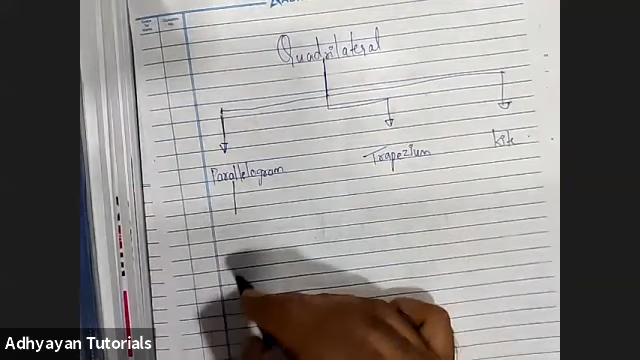 Quadrilateral
Parallelogram Trapezium kite
Adhyayan Tutorials